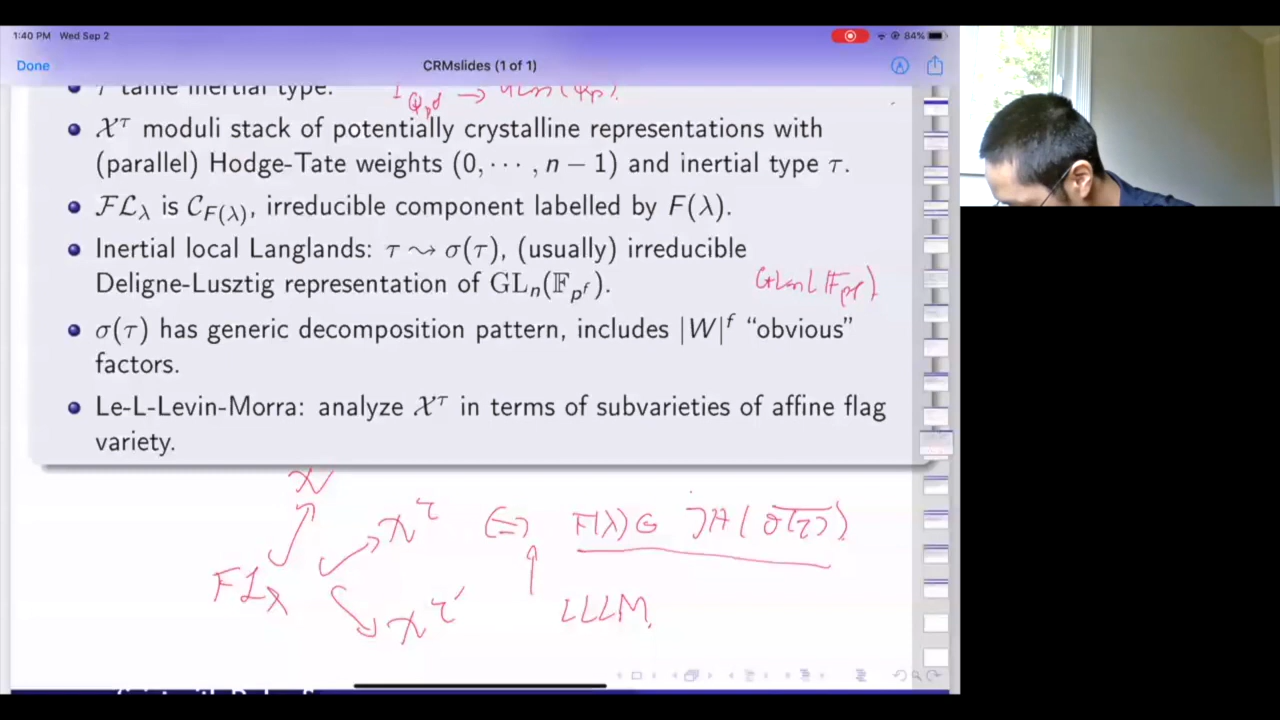 1:40 PM Wed Sep 2
84%
Done
CRMslides (1 of 1)
τ tame inertial type.
𝒳^τ moduli stack of potentially crystalline representations with
(parallel) Hodge-Tate weights (0, ⋯ , n − 1) and inertial type τ.
ℱℒ_λ is 𝒞_{F(λ)}, irreducible component labelled by F(λ).
Inertial local Langlands: τ ⇝ σ(τ), (usually) irreducible
Deligne-Lusztig representation of GL_n(𝔽_{p^f}).
GLn(𝔽_{p^f})
σ(τ) has generic decomposition pattern, includes |W|^f "obvious"
factors.
Le-L-Levin-Morra: analyze 𝒳^τ in terms of subvarieties of affine flag
variety.
𝒳
𝒳^τ ⇔ F(λ) ∈ JH(σ̅(τ))
FL_λ
𝒳^τ′
LLLM.